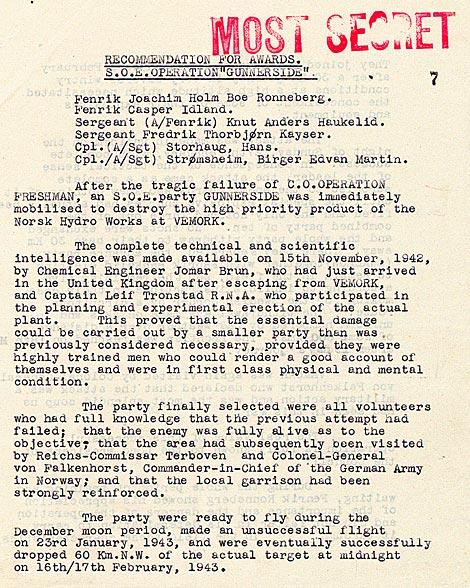 MOST SECRET
RECOMMENDATION FOR AWARDS.
S.O.E.OPERATION"GUNNERSIDE".
7
Fenrik Joachim Holm Boe Ronneberg.
Fenrik Casper Idland.
Sergeant (A/Fenrik) Knut Anders Haukelid.
Sergeant Fredrik Thorbjørn Kayser.
Cpl.(A/Sgt) Storhaug, Hans.
Cpl./A/Sgt) Strømsheim, Birger Edvan Martin.
After the tragic failure of C.O.OPERATION
FRESHMAN, an S.O.E.party GUNNERSIDE was immediately
mobilised to destroy the high priority product of the
Norsk Hydro Works at VEMORK.
The complete technical and scientific
intelligence was made available on 15th November, 1942,
by Chemical Engineer Jomar Brun, who had just arrived
in the United Kingdom after escaping from VEMORK,
and Captain Leif Tronstad R.N.A. who participated in
the planning and experimental erection of the actual
plant. This proved that the essential damage
could be carried out by a smaller party than was
previously considered necessary, provided they were
highly trained men who could render a good account of
themselves and were in first class physical and mental
condition.
The party finally selected were all volunteers
who had full knowledge that the previous attempt had
failed; that the enemy was fully alive as to the
objective; that the area had subsequently been visited
by Reichs-Commissar Terboven and Colonel-General
von Falkenhorst, Commander-in-Chief of the German Army
in Norway; and that the local garrison had been
strongly reinforced.
The party were ready to fly during the
December moon period, made an unsuccessful flight
on 23rd January, 1943, and were eventually successfully
dropped 60 Km.N.W. of the actual target at midnight
on 16th/17th February, 1943.